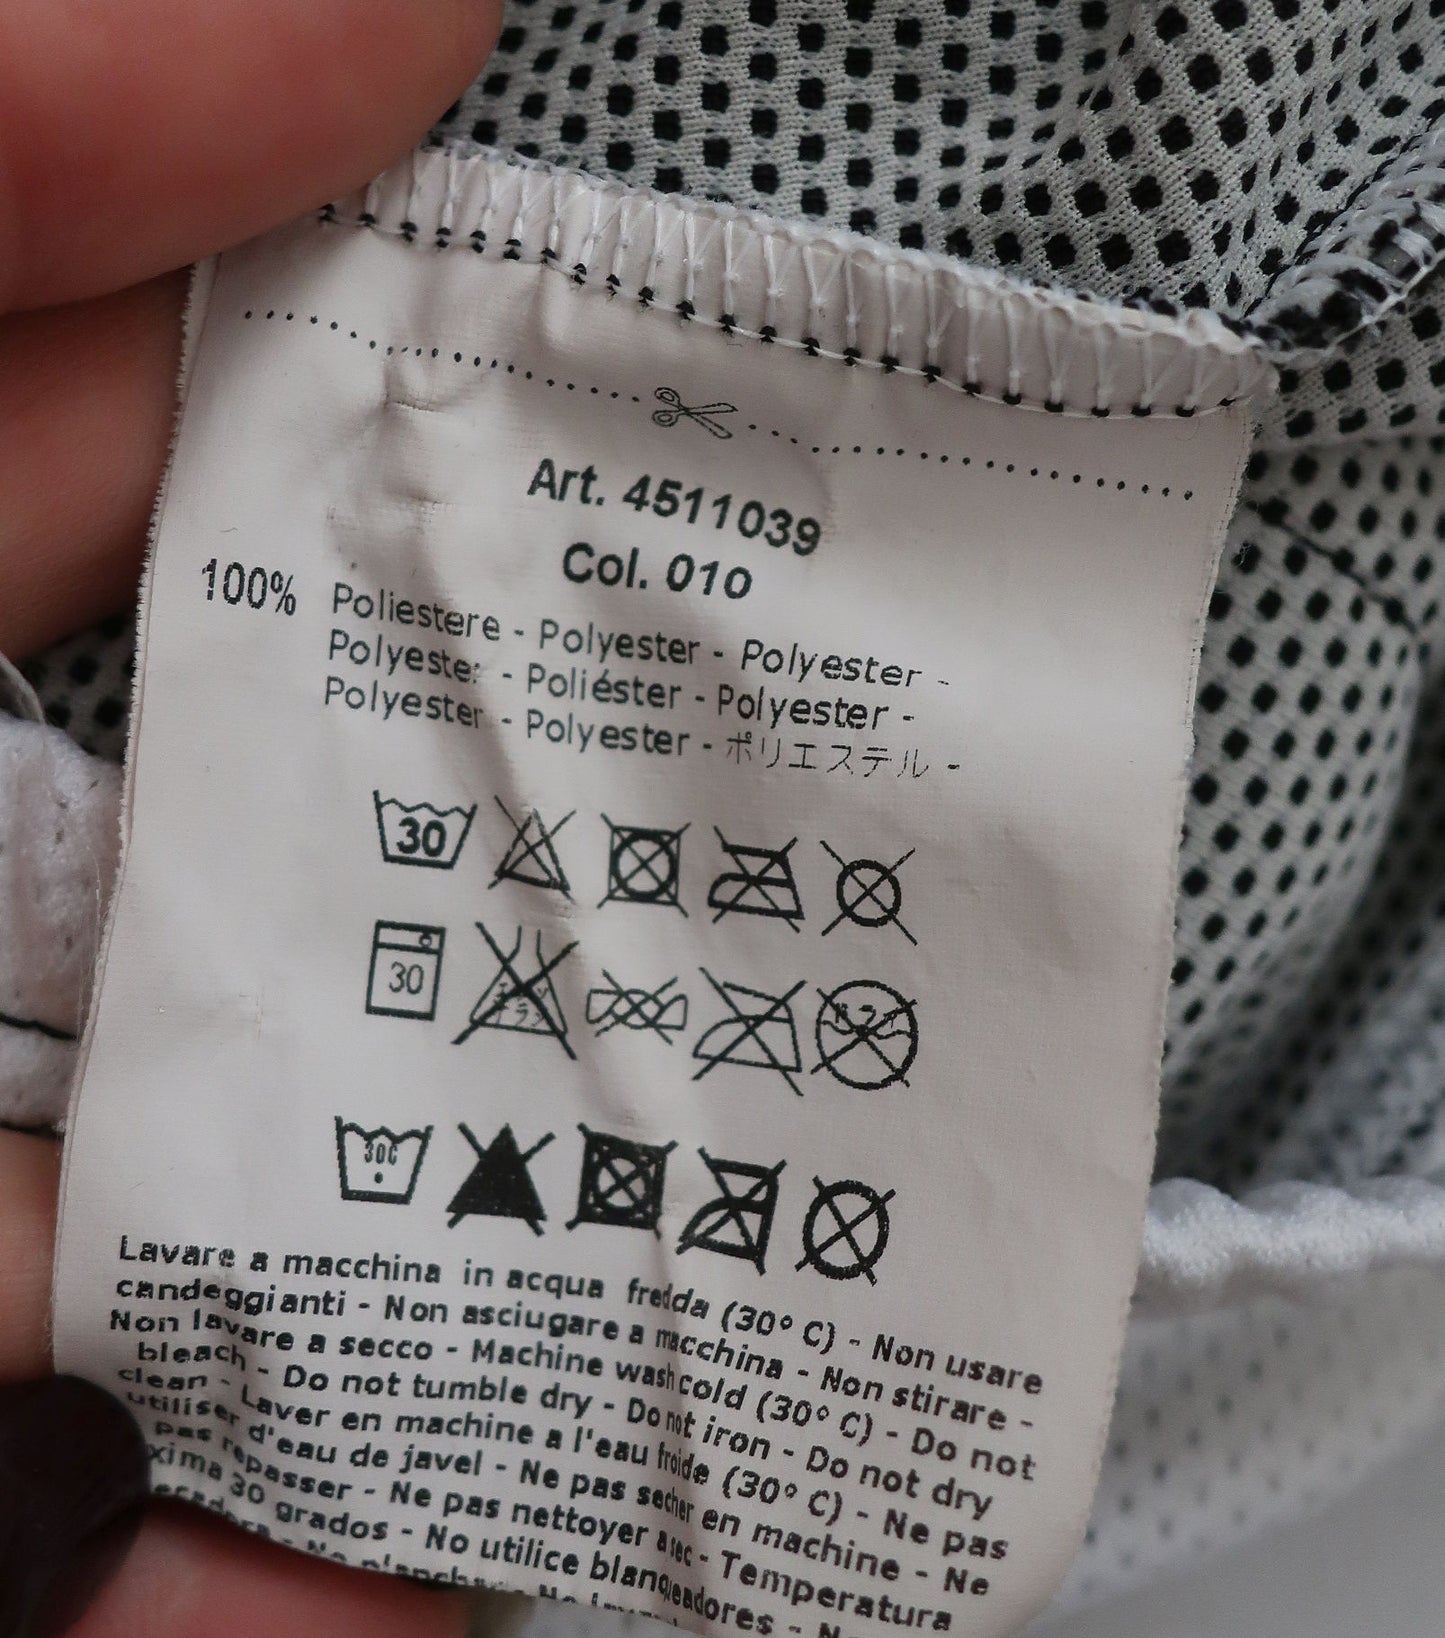 Art. 4511039
Col. 010
100% Poliestere - Polyester - Polyester -
Polyester - Poliéster - Polyester -
Polyester - Polyester - ポリエステル -
30
30
30C
Lavare a macchina in acqua fredda (30° C) - Non usare
candeggianti - Non asciugare a macchina - Non stirare -
Non lavare a secco - Machine wash cold (30° C) - Do not
bleach - Do not tumble dry - Do not iron - Do not dry
clean - Laver en machine a l'eau froide (30° C) - Ne pas
utiliser d'eau de javel - Ne pas secher en machine - Ne
pas repasser - Ne pas nettoyer a sec - Temperatura
xima 30 grados - No utilice blanqueadores - N